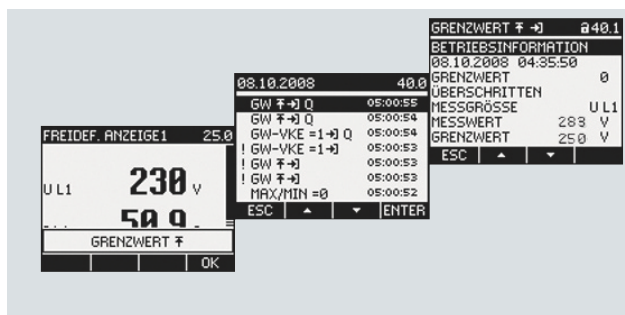 FREIDEF. ANZEIGE1 25.0
U L1 230 V
50.0
GRENZWERT ↑
OK
08.10.2008 40.0
GW ↑→] Q 05:00:55
GW ↑→] Q 05:00:54
GW-VKE =1→] Q 05:00:54
! GW-VKE =1→] 05:00:53
! GW ↑→] 05:00:53
! GW ↑→] 05:00:53
MAX/MIN =0 05:00:52
ESC ▲ ▼ ENTER
GRENZWERT ↑ →] 40.1
BETRIEBSINFORMATION
08.10.2008 04:35:50
GRENZWERT 0
ÜBERSCHRITTEN
MESSGRÖSSE U L1
MESSWERT 283 V
GRENZWERT 250 V
ESC ▲ ▼